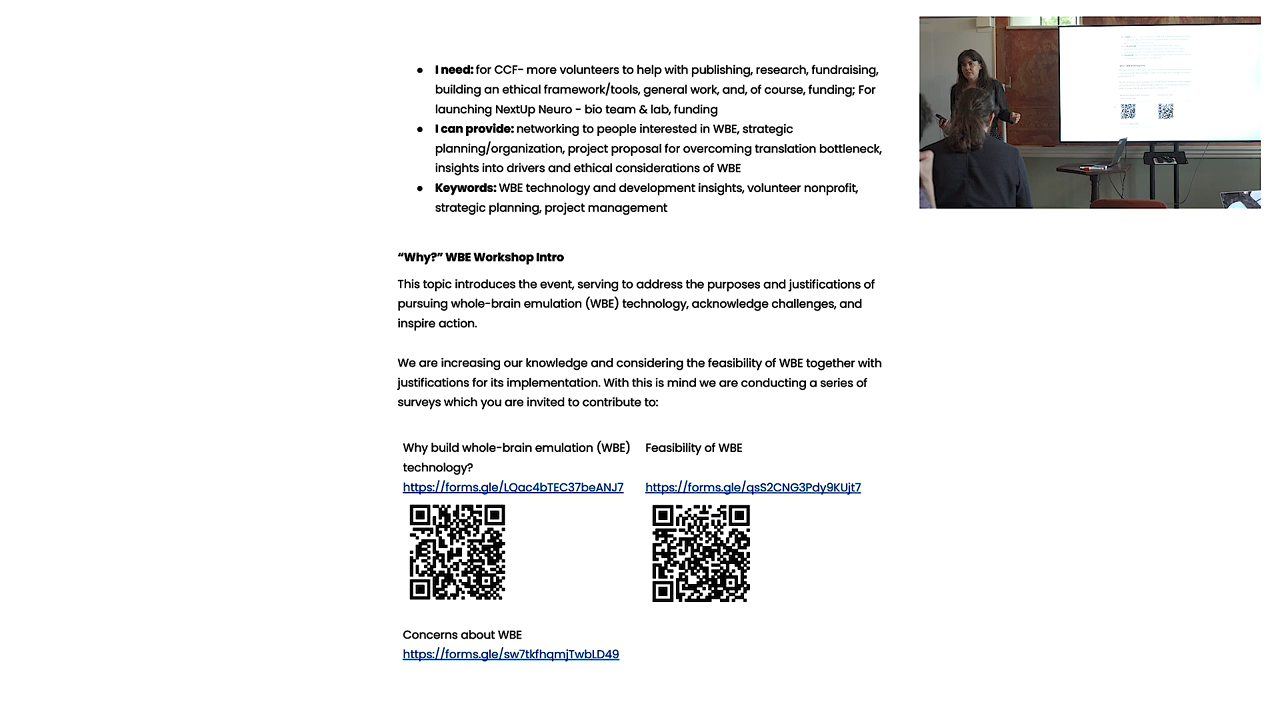 ● I need: for CCF- more volunteers to help with publishing, research, fundraising,
building an ethical framework/tools, general work, and, of course, funding; For
launching NextUp Neuro - bio team & lab, funding
● I can provide: networking to people interested in WBE, strategic
planning/organization, project proposal for overcoming translation bottleneck,
insights into drivers and ethical considerations of WBE
● Keywords: WBE technology and development insights, volunteer nonprofit,
strategic planning, project management
“Why?” WBE Workshop Intro
This topic introduces the event, serving to address the purposes and justifications of
pursuing whole-brain emulation (WBE) technology, acknowledge challenges, and
inspire action.
We are increasing our knowledge and considering the feasibility of WBE together with
justifications for its implementation. With this is mind we are conducting a series of
surveys which you are invited to contribute to:
Why build whole-brain emulation (WBE)
technology?
https://forms.gle/LQac4bTEC37beANJ7
Feasibility of WBE
https://forms.gle/qsS2CNG3Pdy9KUjt7
Concerns about WBE
https://forms.gle/sw7tkfhqmjTwbLD49